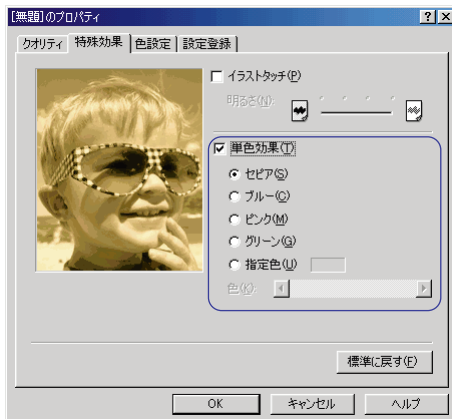 [無題]のプロパティ
クオリティ 特殊効果 色設定 設定登録
イラストタッチ(P)
明るさ(N):
単色効果(T)
セピア(S)
ブルー(C)
ピンク(M)
グリーン(G)
指定色(U)
色(K):
標準に戻す(F)
OK キャンセル ヘルプ